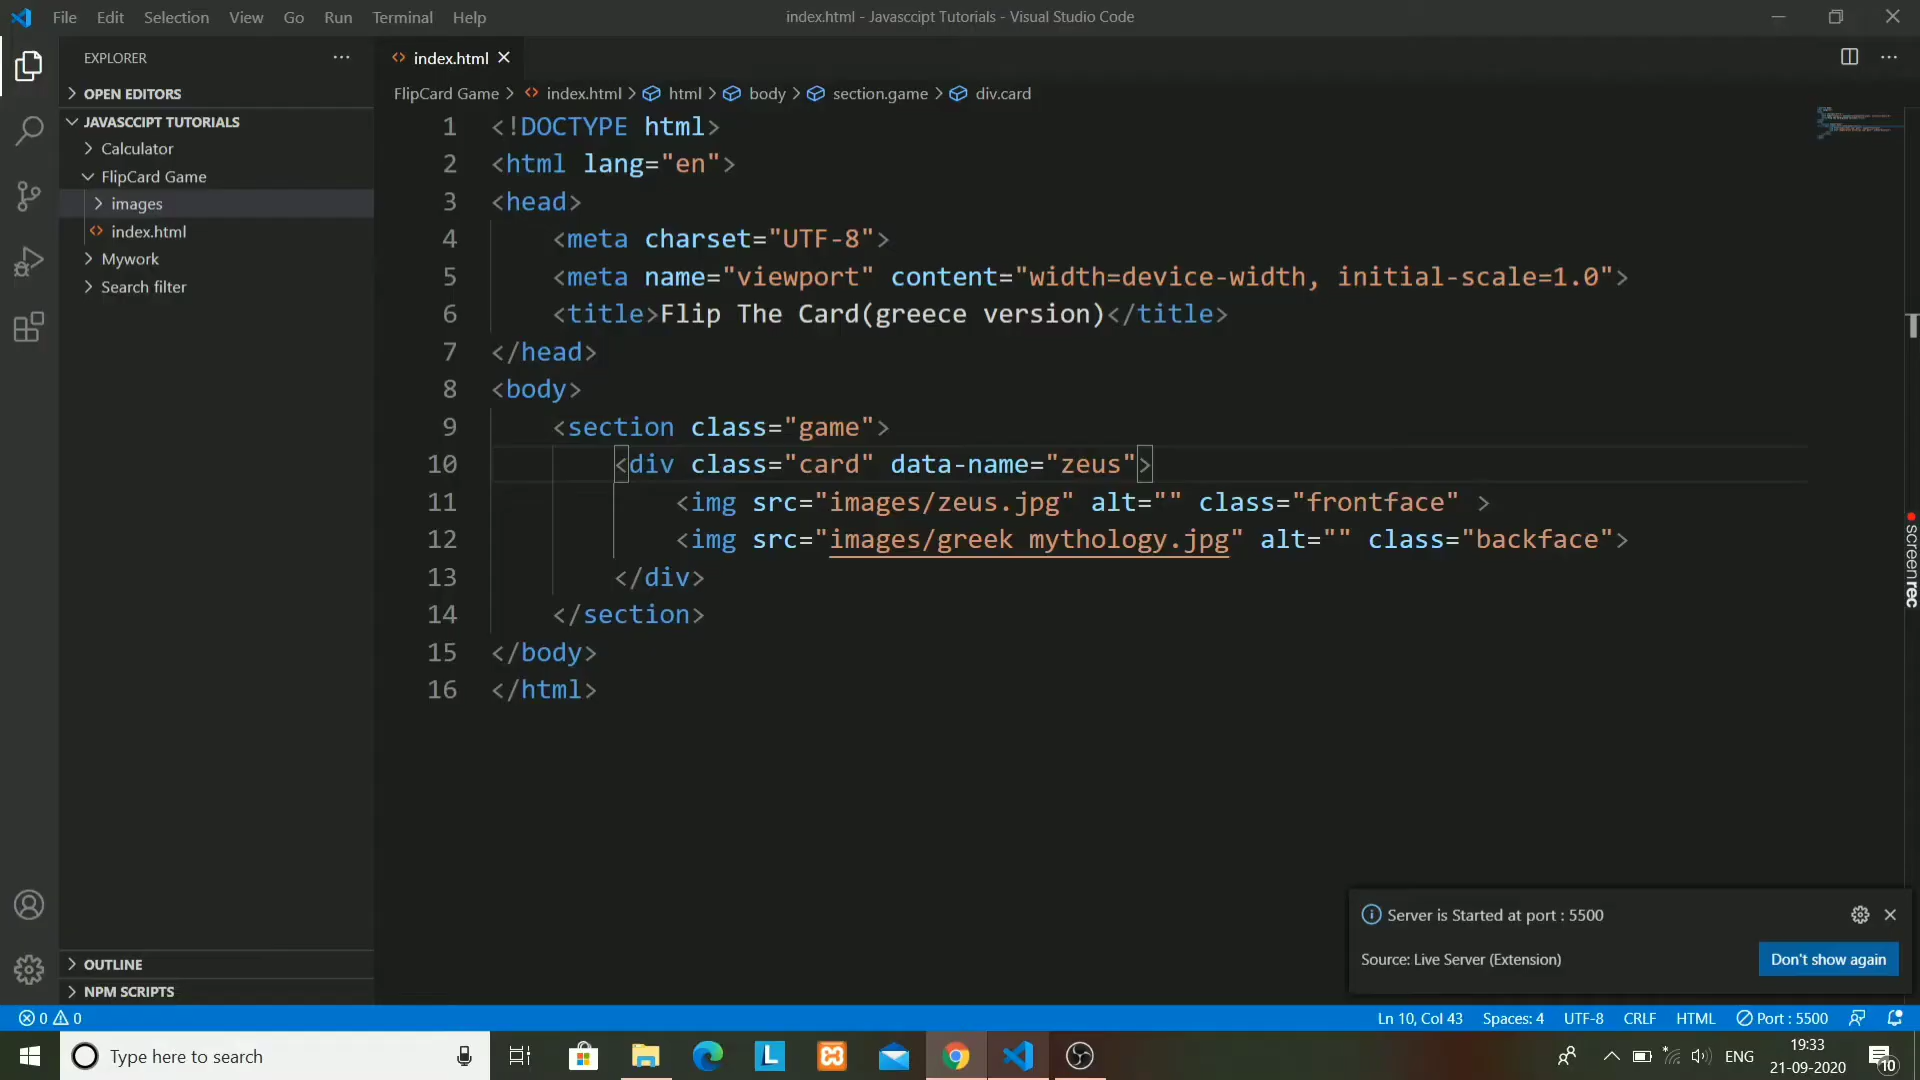 File Edit Selection View Go Run Terminal Help
index.html - Javasccipt Tutorials - Visual Studio Code
EXPLORER
OPEN EDITORS
JAVASCCIPT TUTORIALS
Calculator
FlipCard Game
images
index.html
Mywork
Search filter
OUTLINE
NPM SCRIPTS
index.html
FlipCard Game > index.html > html > body > section.game > div.card
1 <!DOCTYPE html>
2 <html lang="en">
3 <head>
4 <meta charset="UTF-8">
5 <meta name="viewport" content="width=device-width, initial-scale=1.0">
6 <title>Flip The Card(greece version)</title>
7 </head>
8 <body>
9 <section class="game">
10 <div class="card" data-name="zeus">
11 <img src="images/zeus.jpg" alt="" class="frontface" >
12 <img src="images/greek mythology.jpg" alt="" class="backface">
13 </div>
14 </section>
15 </body>
16 </html>
T
screenrec
Server is Started at port : 5500
Source: Live Server (Extension)
Don't show again
0 0
Ln 10, Col 43 Spaces: 4 UTF-8 CRLF HTML Port : 5500
Type here to search
L
ENG
19:33
21-09-2020
10